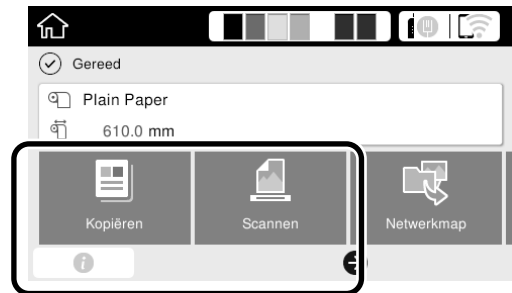 Gereed
Plain Paper
610.0 mm
Kopiëren
Scannen
Netwerkmap